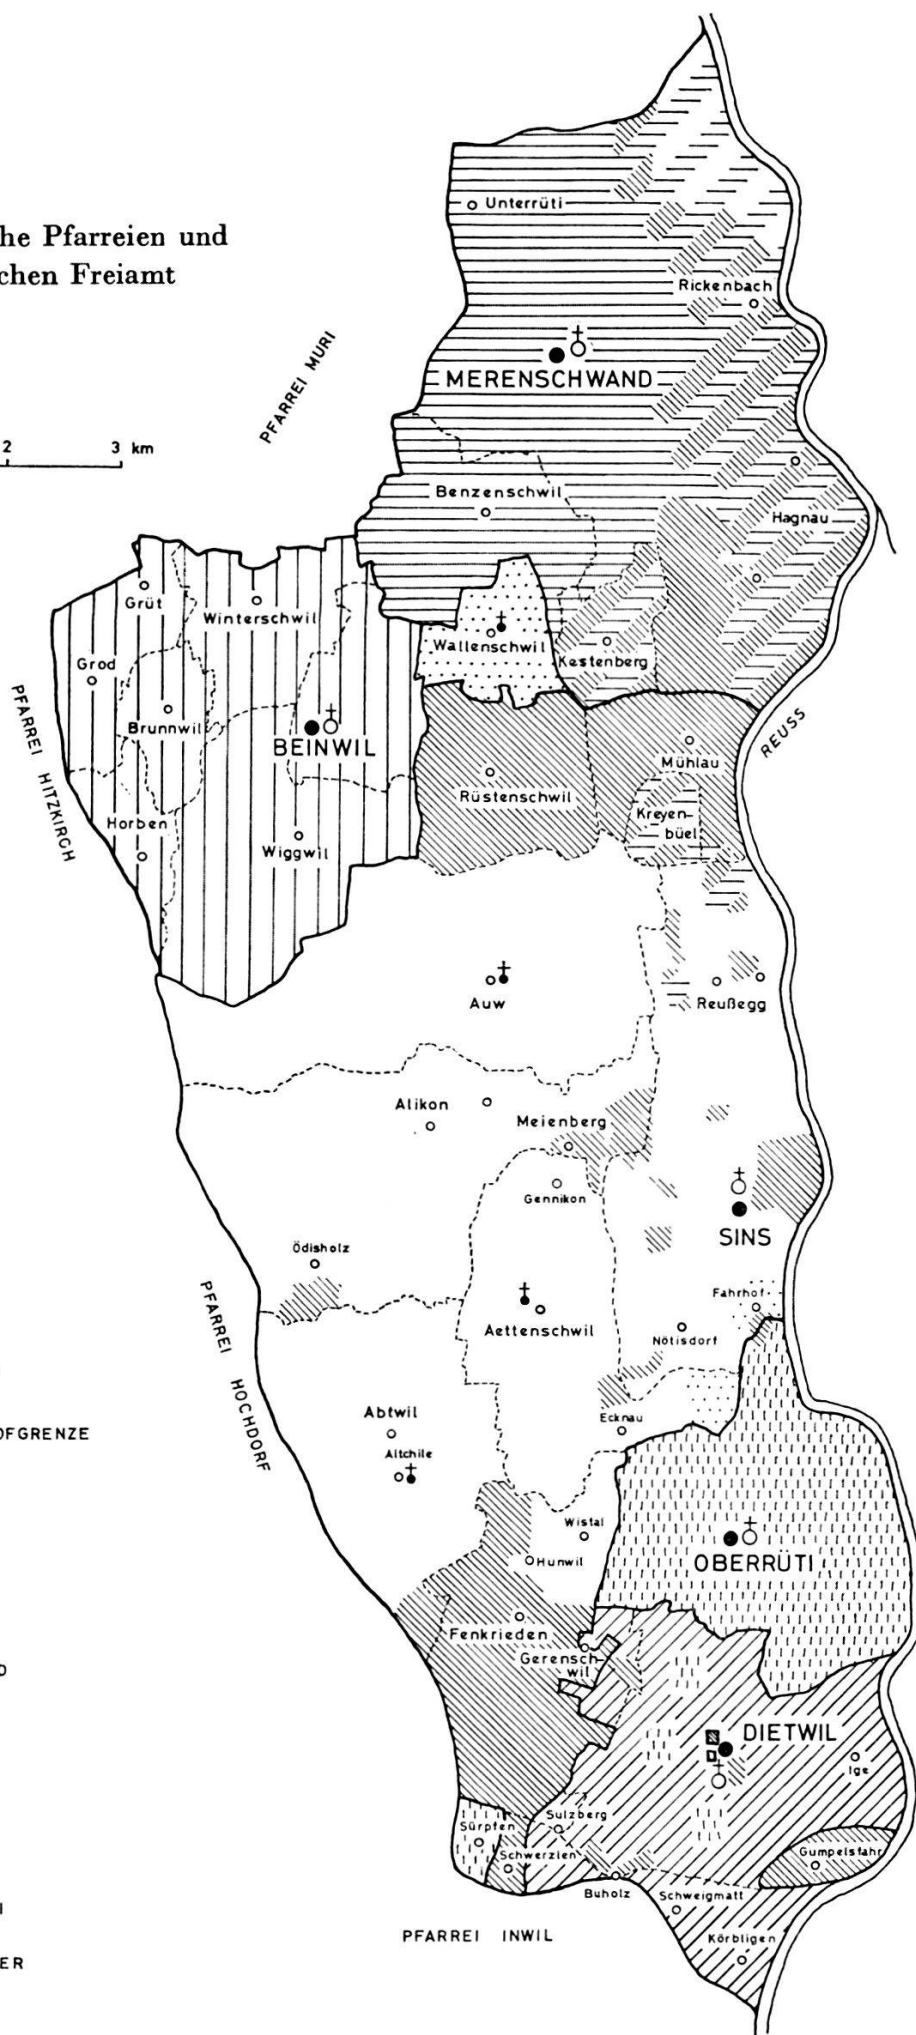 he Pfarreien und
chen Freiamt
2 3 km
PFARREI MURI
Unterrüti
Rickenbach
MERENSCHWAND
Benzenschwil
Hagnau
Grüt
Winterschwil
Wallenschwil
Kestenberg
Grod
Brunnwil
BEINWIL
PFARREI HITZKIRCH
REUSS
Mühlau
Rüstenschwil
Kreyen-
büel
Horben
Wiggwil
Auw
Reußegg
Alikon
Meienberg
Gennikon
SINS
Ödisholz
Fahrhof
Aettenschwil
Nötisdorf
PFARREI HOCHDORF
Abtwil
Ecknau
OFGRENZE
Altchile
Wistal
Hunwil
OBERRÜTI
Fenkrieden
Gerensch-
wil
DIETWIL
Ige
Sulzberg
Sürpfen
Schwerzlen
Gumpelsfahr
Buholz
Schweigmatt
Körbligen
PFARREI INWIL
ER